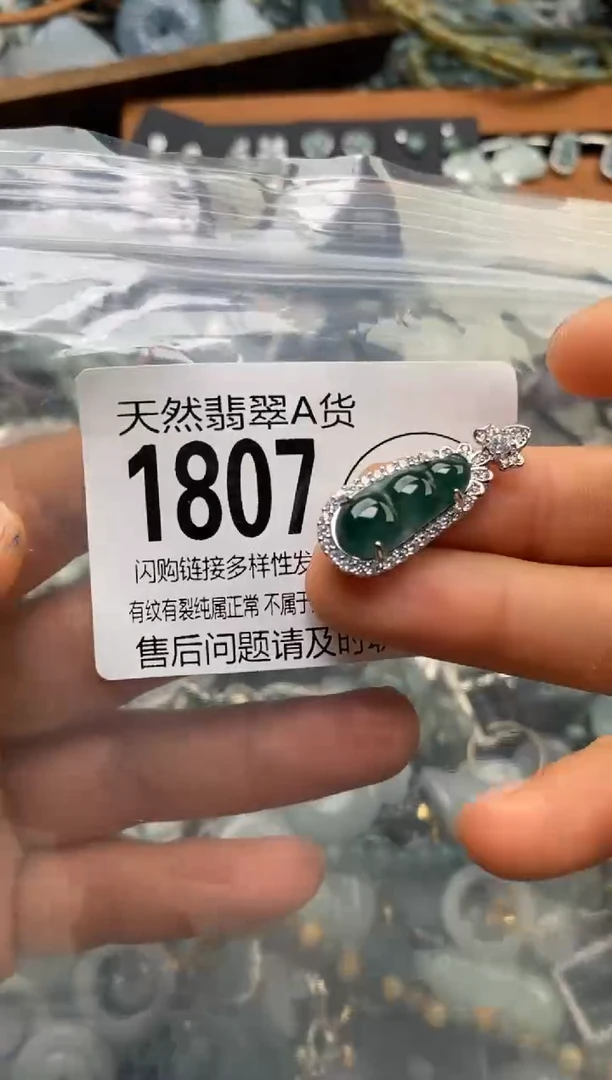 天然翡翠A货
1807
闪购链接多样性发
有纹有裂纯属正常 不属于
售后问题请及时